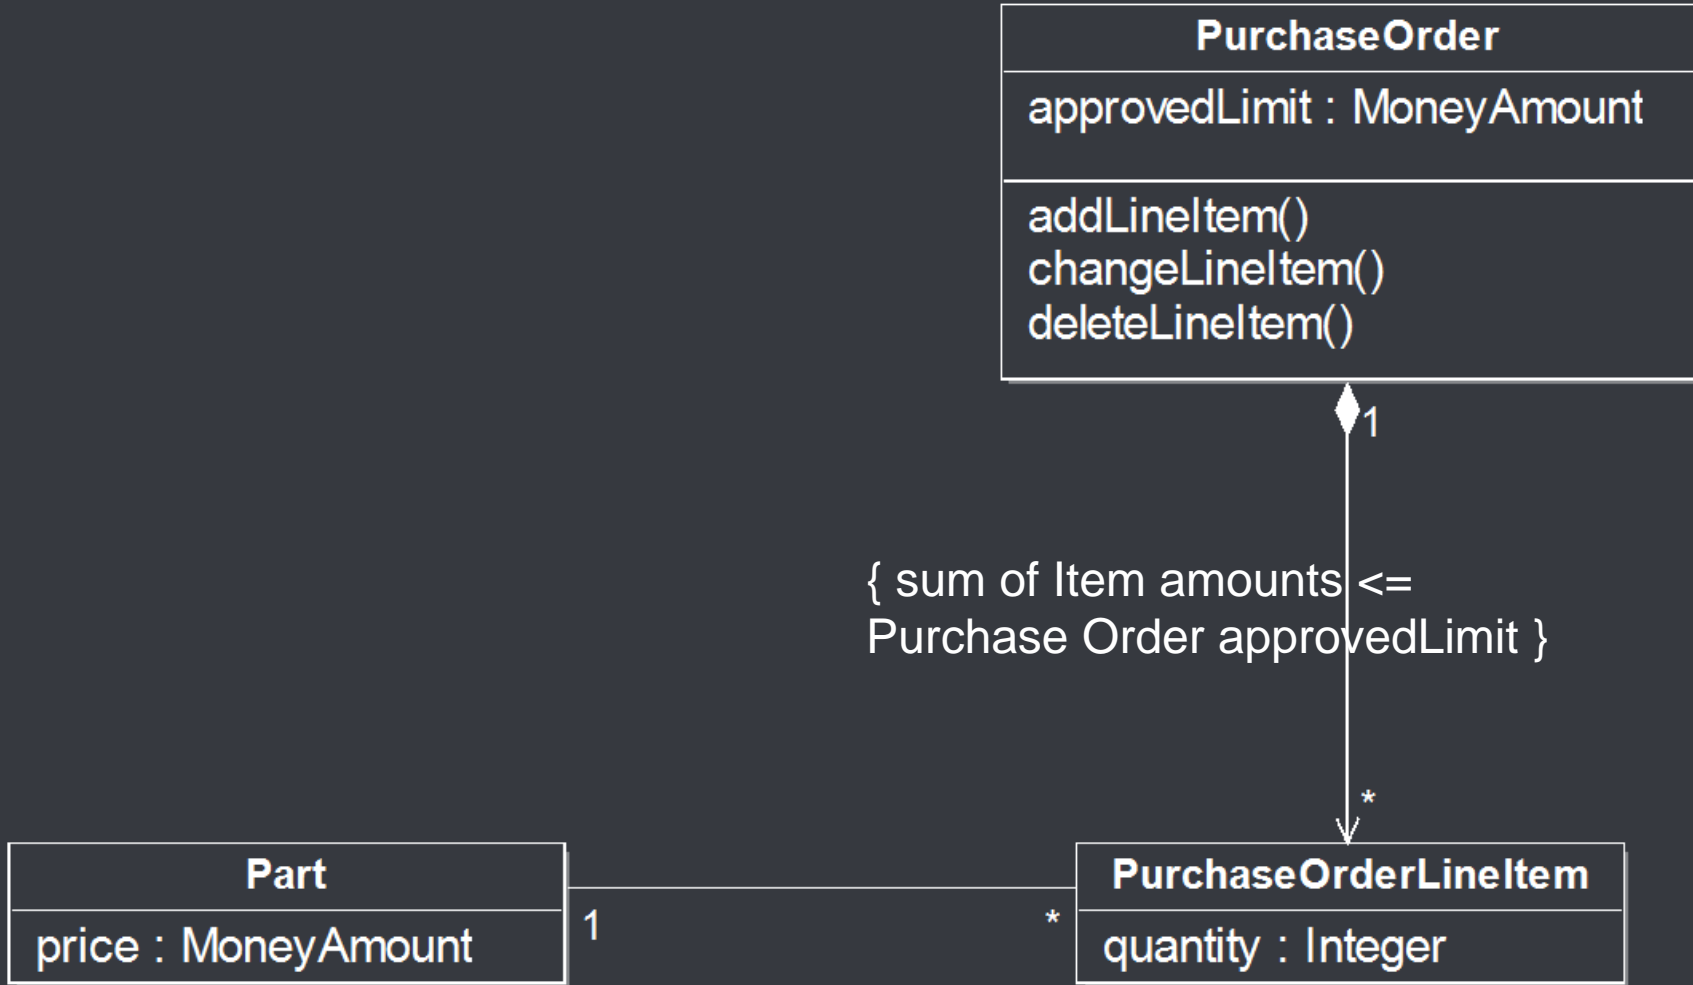 PurchaseOrder
approvedLimit : MoneyAmount
addLineItem()
changeLineItem()
deleteLineItem()
1
{ sum of Item amounts <=
Purchase Order approvedLimit }
*
Part
price : MoneyAmount
1
*
PurchaseOrderLineItem
quantity : Integer